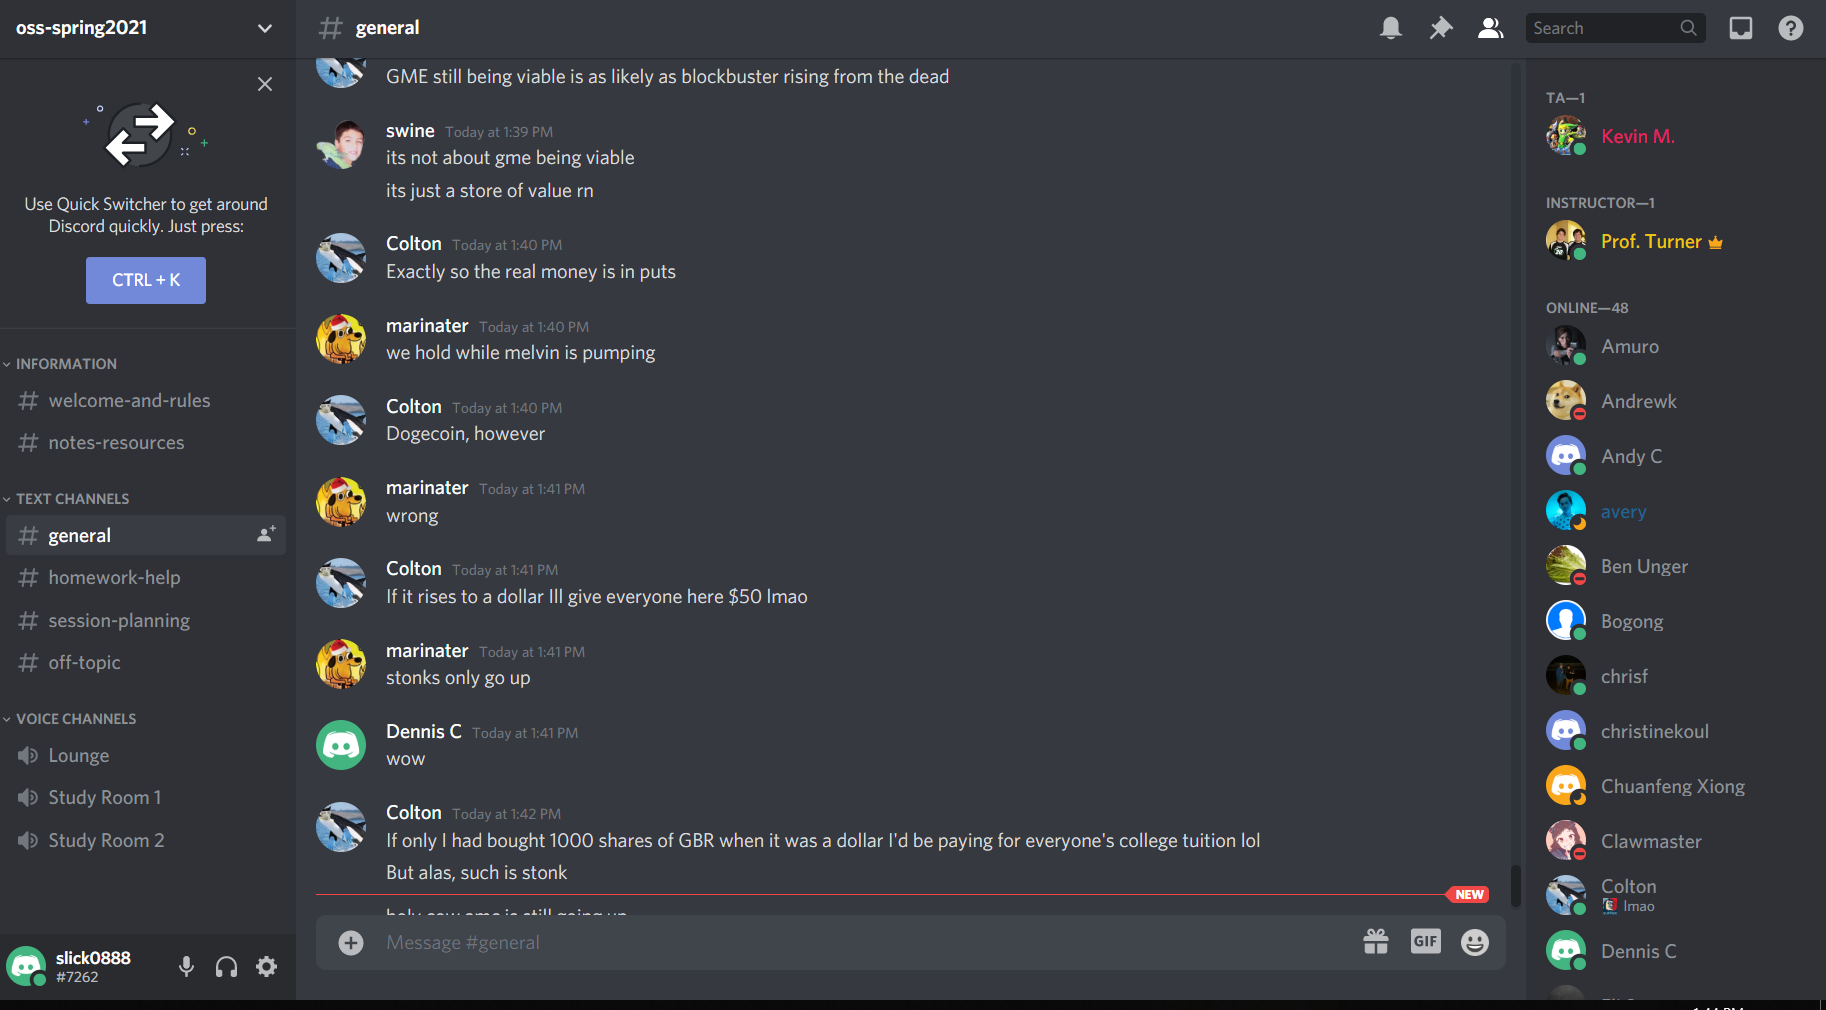 oss-spring2021
Use Quick Switcher to get around
Discord quickly. Just press:
CTRL + K
INFORMATION
# welcome-and-rules
# notes-resources
TEXT CHANNELS
# general
# homework-help
# session-planning
# off-topic
VOICE CHANNELS
Lounge
Study Room 1
Study Room 2
slick0888
#7262
# general
Search
GME still being viable is as likely as blockbuster rising from the dead
swine Today at 1:39 PM
its not about gme being viable
its just a store of value rn
Colton Today at 1:40 PM
Exactly so the real money is in puts
marinater Today at 1:40 PM
we hold while melvin is pumping
Colton Today at 1:40 PM
Dogecoin, however
marinater Today at 1:41 PM
wrong
Colton Today at 1:41 PM
If it rises to a dollar Ill give everyone here $50 lmao
marinater Today at 1:41 PM
stonks only go up
Dennis C Today at 1:41 PM
wow
Colton Today at 1:42 PM
If only I had bought 1000 shares of GBR when it was a dollar I'd be paying for everyone's college tuition lol
But alas, such is stonk
NEW
holy cow gme is still going up
Message #general
GIF
TA—1
Kevin M.
INSTRUCTOR—1
Prof. Turner
ONLINE—48
Amuro
Andrewk
Andy C
avery
Ben Unger
Bogong
chrisf
christinekoul
Chuanfeng Xiong
Clawmaster
Colton
lmao
Dennis C